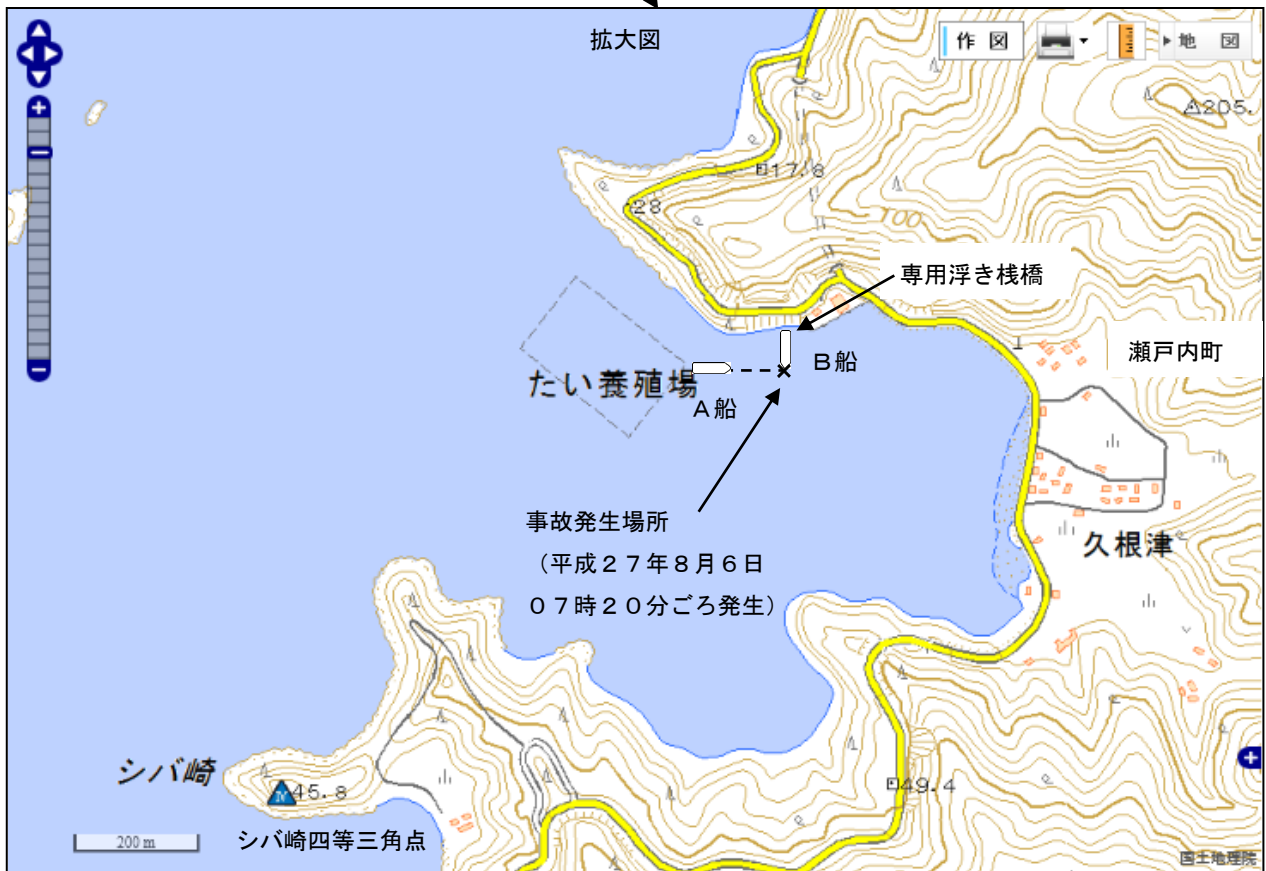 拡大図
作 図
地 図
205.
17.8
28
100
専用浮き桟橋
瀬戸内町
B船
たい養殖場
A船
事故発生場所
(平成27年8月6日
07時20分ごろ発生)
久根津
シバ崎
45.8
49.4
シバ崎四等三角点
200 m
国土地理院